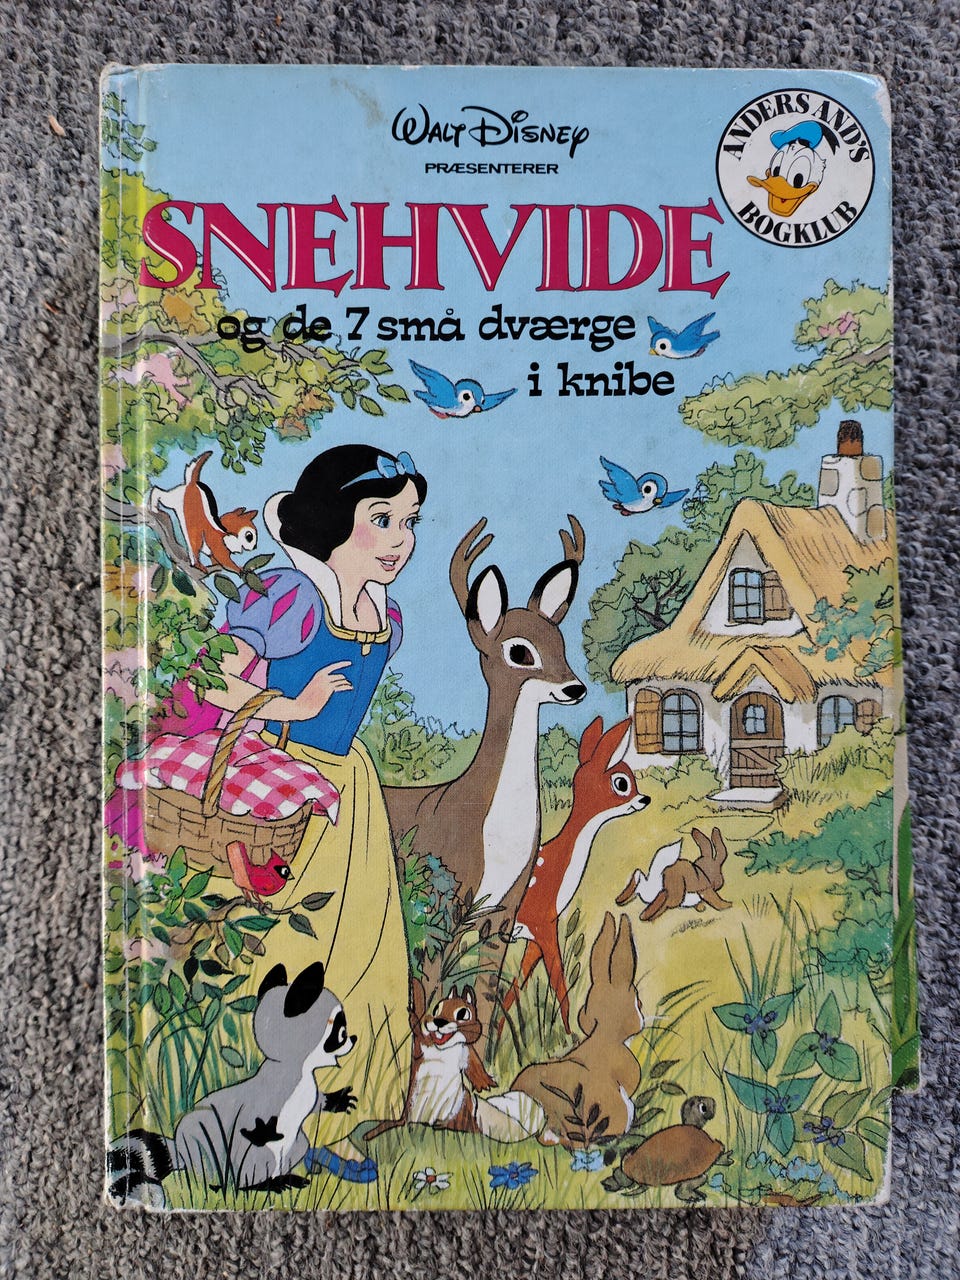 WALT DISNEY
PRÆSENTERER
ANDERS AND'S
BOGKLUB
SNEHVIDE
og de 7 små dværge
i knibe